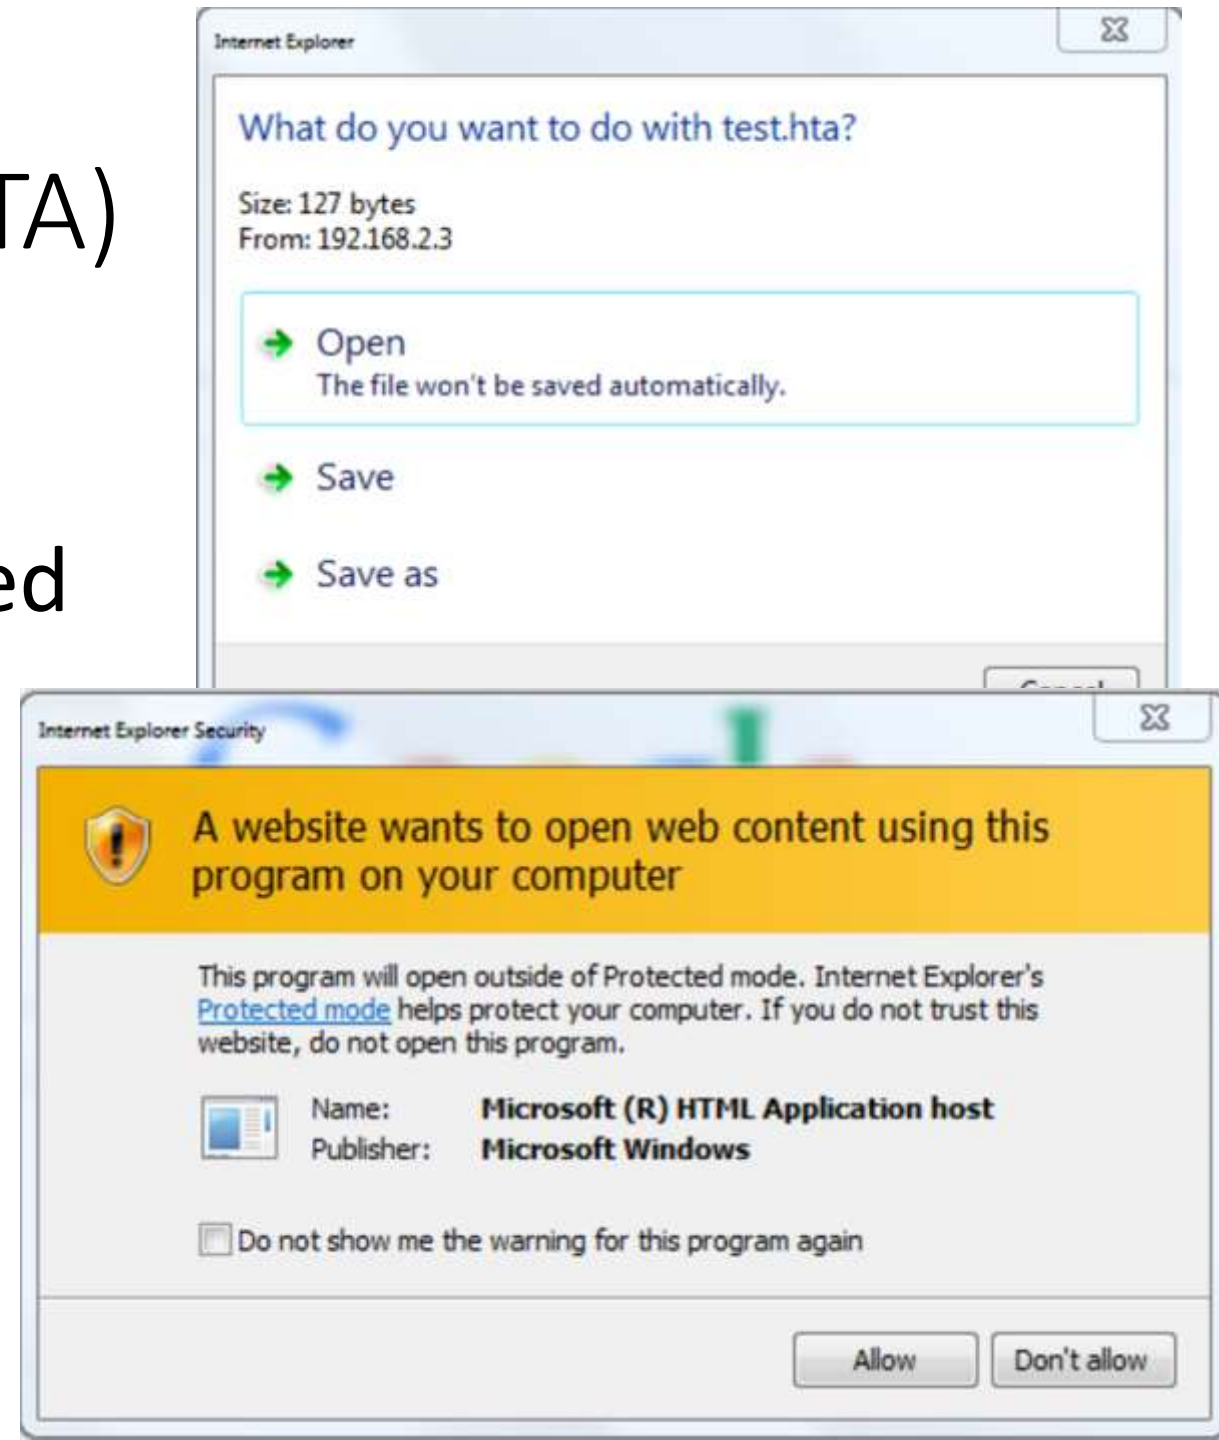 TA)
ed
Internet Explorer
What do you want to do with test.hta?
Size: 127 bytes
From: 192.168.2.3
Open
The file won't be saved automatically.
Save
Save as
Cancel
Internet Explorer Security
A website wants to open web content using this
program on your computer
This program will open outside of Protected mode. Internet Explorer's
Protected mode helps protect your computer. If you do not trust this
website, do not open this program.
Name: Microsoft (R) HTML Application host
Publisher: Microsoft Windows
Do not show me the warning for this program again
Allow Don't allow